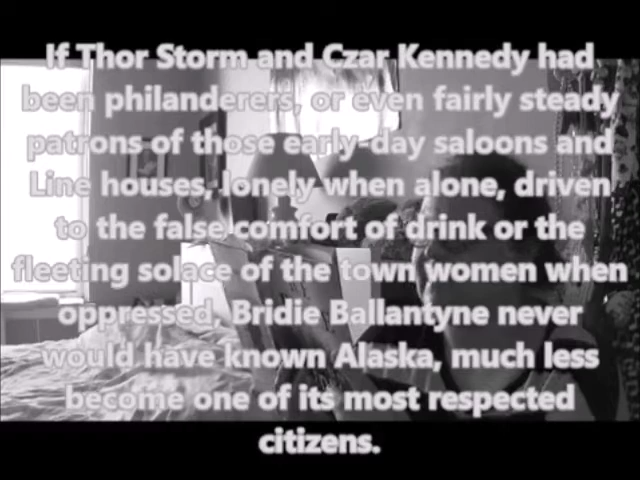 If Thor Storm and Czar Kennedy had
been philanderers, or even fairly steady
patrons of those early-day saloons and
Line houses, lonely when alone, driven
to the false comfort of drink or the
fleeting solace of the town women when
oppressed, Bridie Ballantyne never
would have known Alaska, much less
become one of its most respected
citizens.